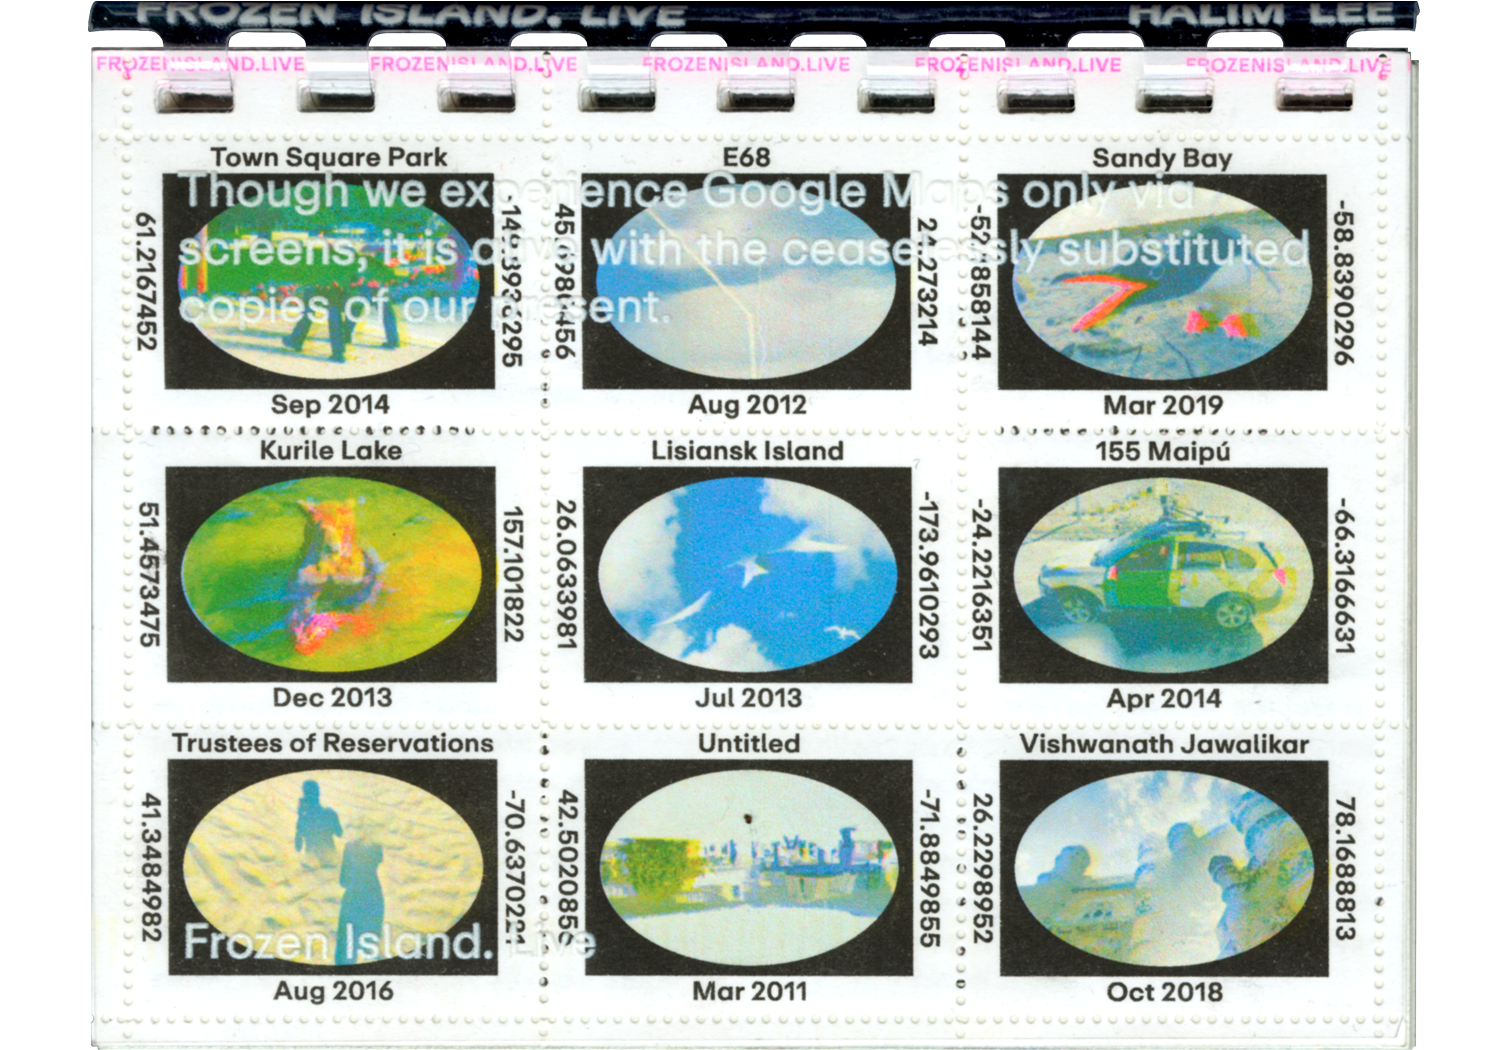 FROZEN ISLAND. LIVE HALIM LEE
FROZENISLAND.LIVE FROZENISLAND.LIVE FROZENISLAND.LIVE FROZENISLAND.LIVE FROZENISLAND.LIVE
Though we experience Google Maps only via
screens, it is alive with the ceaselessly substituted
copies of our present.
Town Square Park
61.2167452
Sep 2014
E68
24.273214
Aug 2012
Sandy Bay
-58.8390296
Mar 2019
Kurile Lake
51.4573475
157.101822
Dec 2013
Lisiansk Island
26.0633981
-173.9610293
Jul 2013
155 Maipú
-24.2216351
-66.3166631
Apr 2014
Trustees of Reservations
41.3484982
Aug 2016
Untitled
-71.8849855
Mar 2011
Vishwanath Jawalikar
26.2298952
78.1688813
Oct 2018
Frozen Island. Live